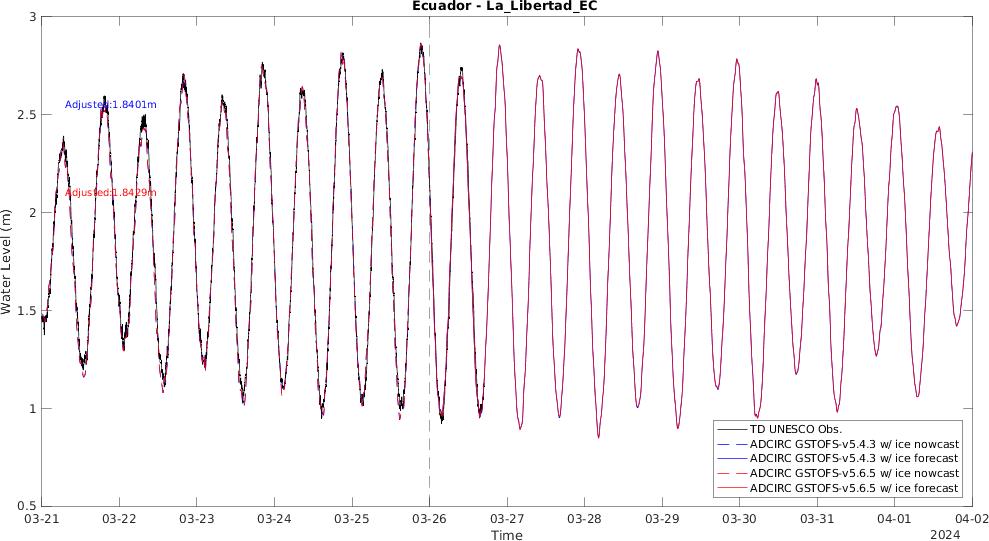 Ecuador - La_Libertad_EC
3
2.5
2
1.5
1
0.5
Water Level (m)
Adjusted:1.8401m
Adjusted:1.8429m
TD UNESCO Obs.
ADCIRC GSTOFS-v5.4.3 w/ ice nowcast
ADCIRC GSTOFS-v5.4.3 w/ ice forecast
ADCIRC GSTOFS-v5.6.5 w/ ice nowcast
ADCIRC GSTOFS-v5.6.5 w/ ice forecast
03-21 03-22 03-23 03-24 03-25 03-26 03-27 03-28 03-29 03-30 03-31 04-01 04-02
Time
2024